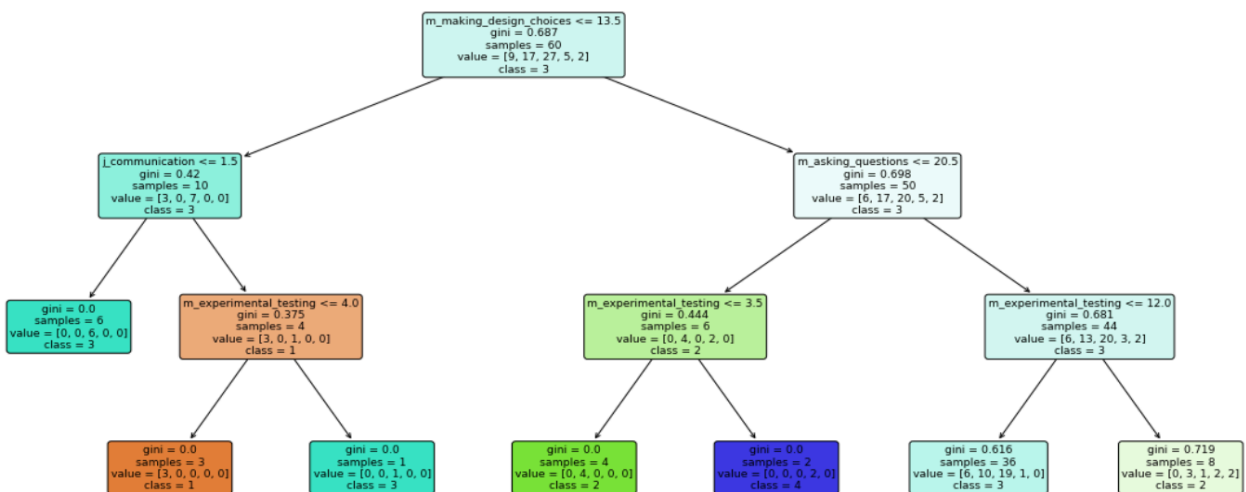 m_making_design_choices <= 13.5
gini = 0.687
samples = 60
value = [9, 17, 27, 5, 2]
class = 3
j_communication <= 1.5
gini = 0.42
samples = 10
value = [3, 0, 7, 0, 0]
class = 3
m_asking_questions <= 20.5
gini = 0.698
samples = 50
value = [6, 17, 20, 5, 2]
class = 3
gini = 0.0
samples = 6
value = [0, 0, 6, 0, 0]
class = 3
m_experimental_testing <= 4.0
gini = 0.375
samples = 4
value = [3, 0, 1, 0, 0]
class = 1
m_experimental_testing <= 3.5
gini = 0.444
samples = 6
value = [0, 4, 0, 2, 0]
class = 2
m_experimental_testing <= 12.0
gini = 0.681
samples = 44
value = [6, 13, 20, 3, 2]
class = 3
gini = 0.0
samples = 3
value = [3, 0, 0, 0, 0]
class = 1
gini = 0.0
samples = 1
value = [0, 0, 1, 0, 0]
class = 3
gini = 0.0
samples = 4
value = [0, 4, 0, 0, 0]
class = 2
gini = 0.0
samples = 2
value = [0, 0, 0, 2, 0]
class = 4
gini = 0.616
samples = 36
value = [6, 10, 19, 1, 0]
class = 3
gini = 0.719
samples = 8
value = [0, 3, 1, 2, 2]
class = 2